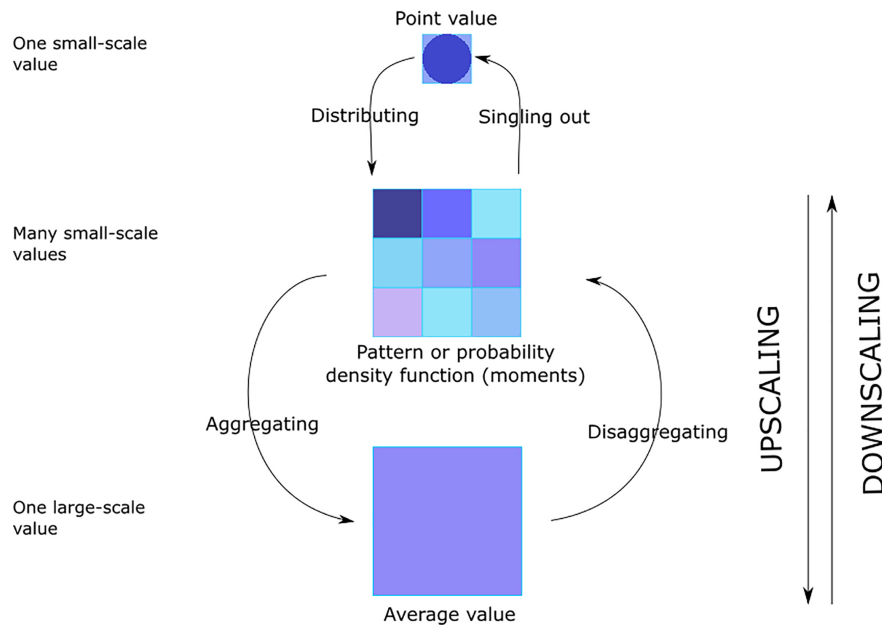 Point value
One small-scale
value
Distributing
Singling out
Many small-scale
values
Pattern or probability
density function (moments)
Aggregating
Disaggregating
UPSCALING
DOWNSCALING
One large-scale
value
Average value